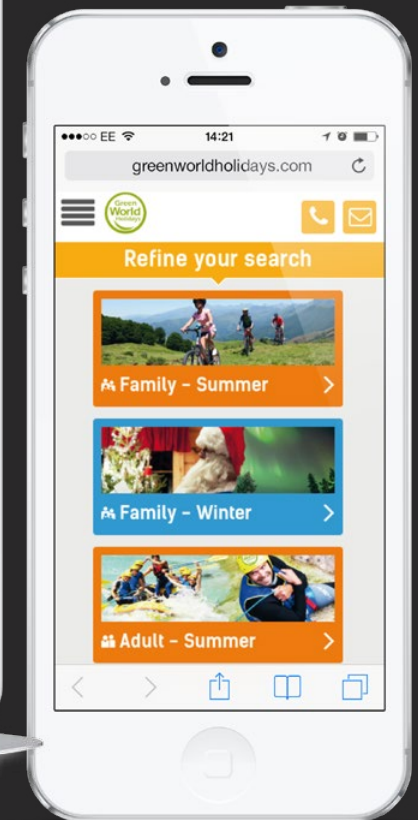 EE
14:21
greenworldholidays.com
Green
World
Holidays
Refine your search
Family - Summer
Family - Winter
Adult - Summer